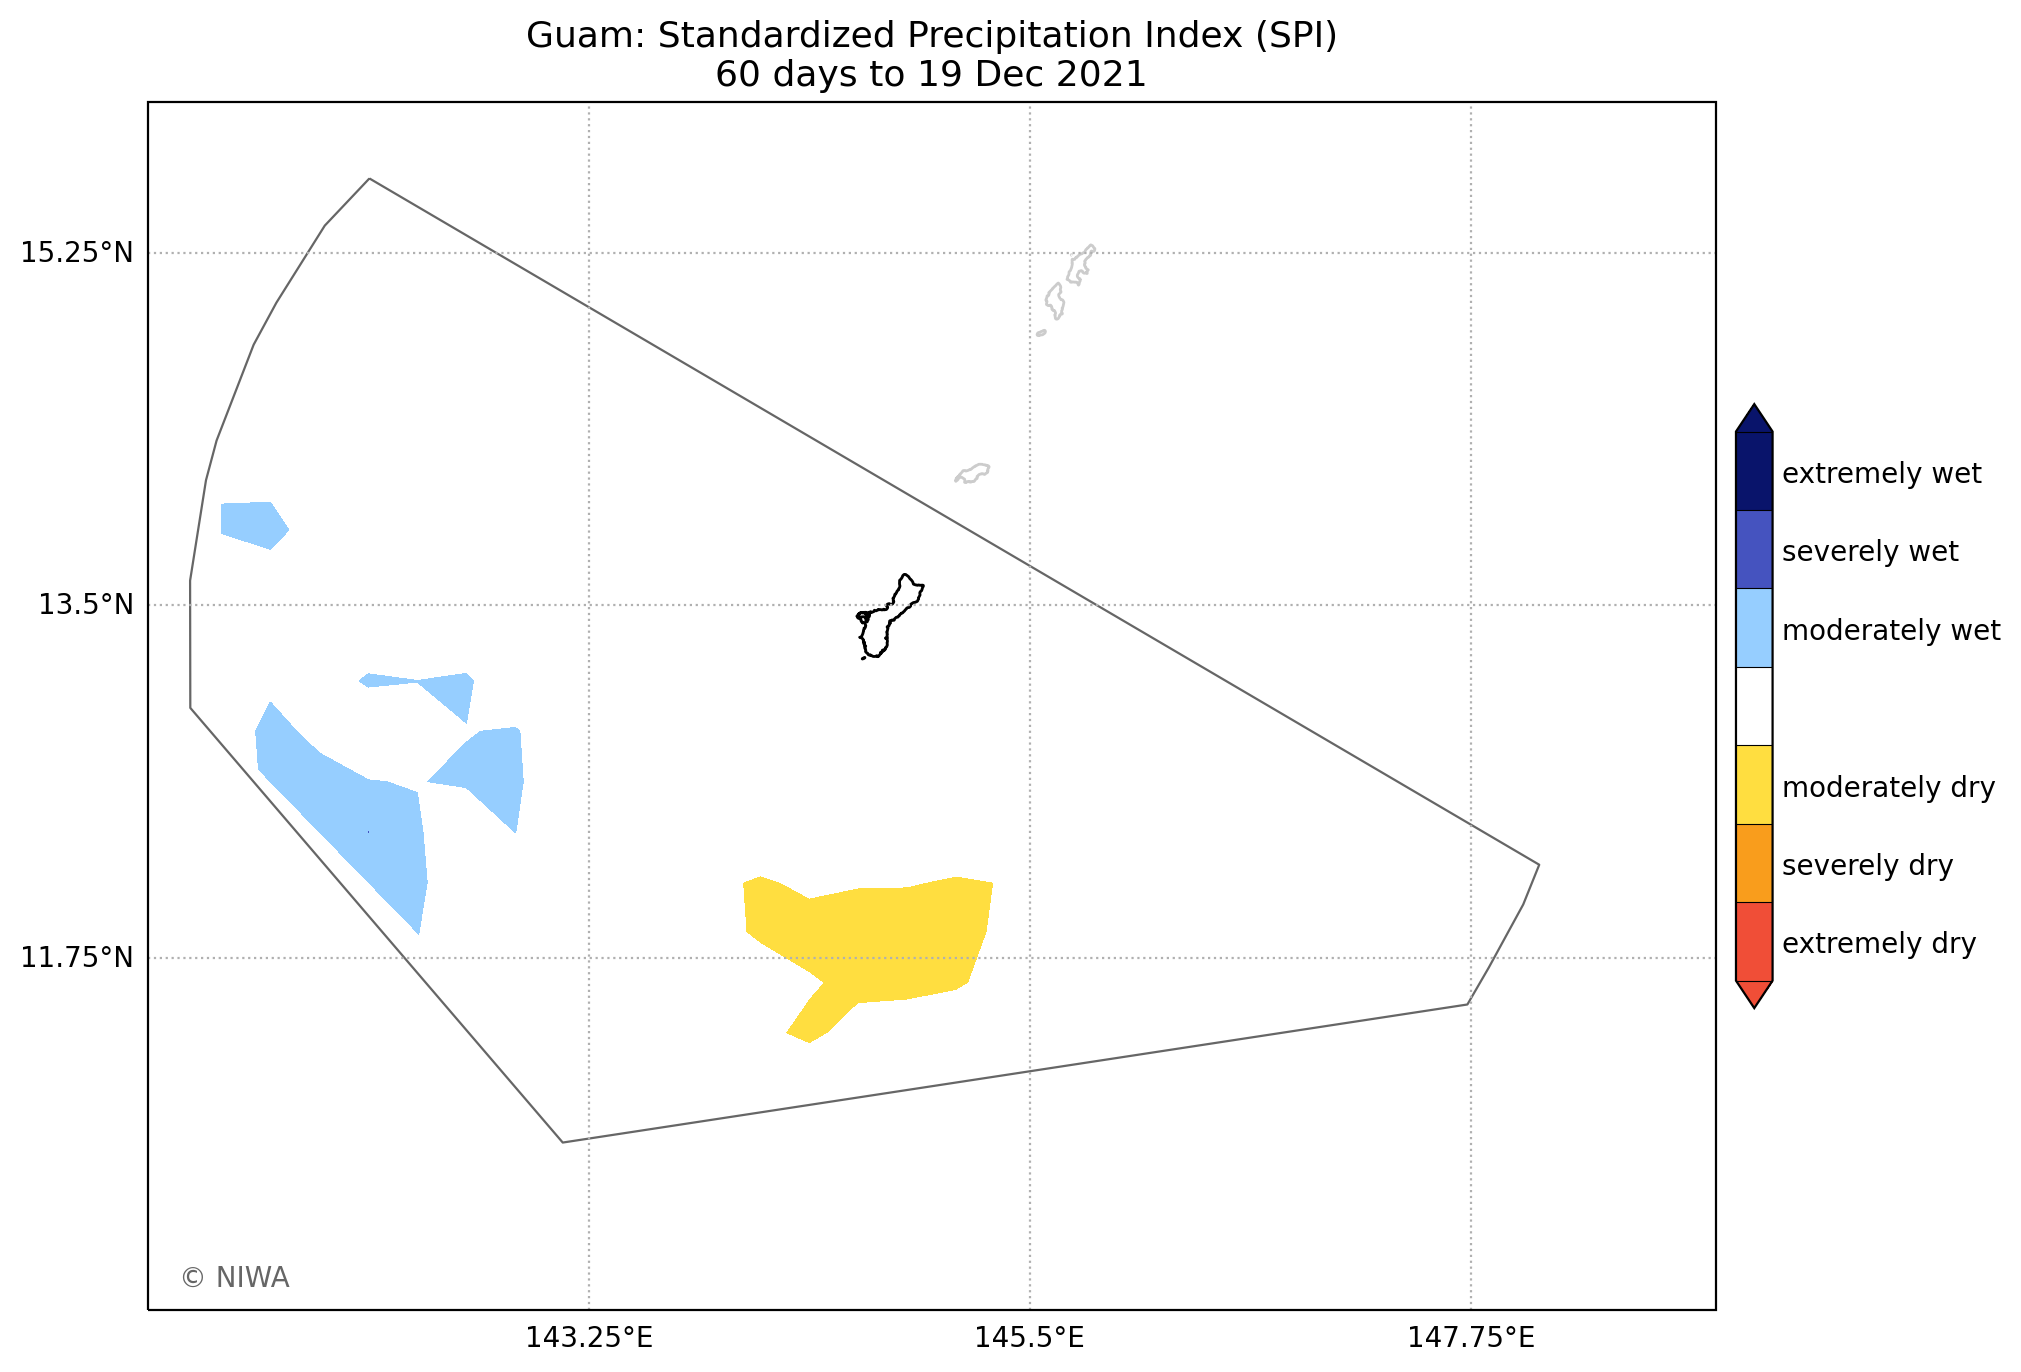 Guam: Standardized Precipitation Index (SPI)
60 days to 19 Dec 2021
15.25°N
13.5°N
11.75°N
143.25°E
145.5°E
147.75°E
extremely wet
severely wet
moderately wet
moderately dry
severely dry
extremely dry
© NIWA